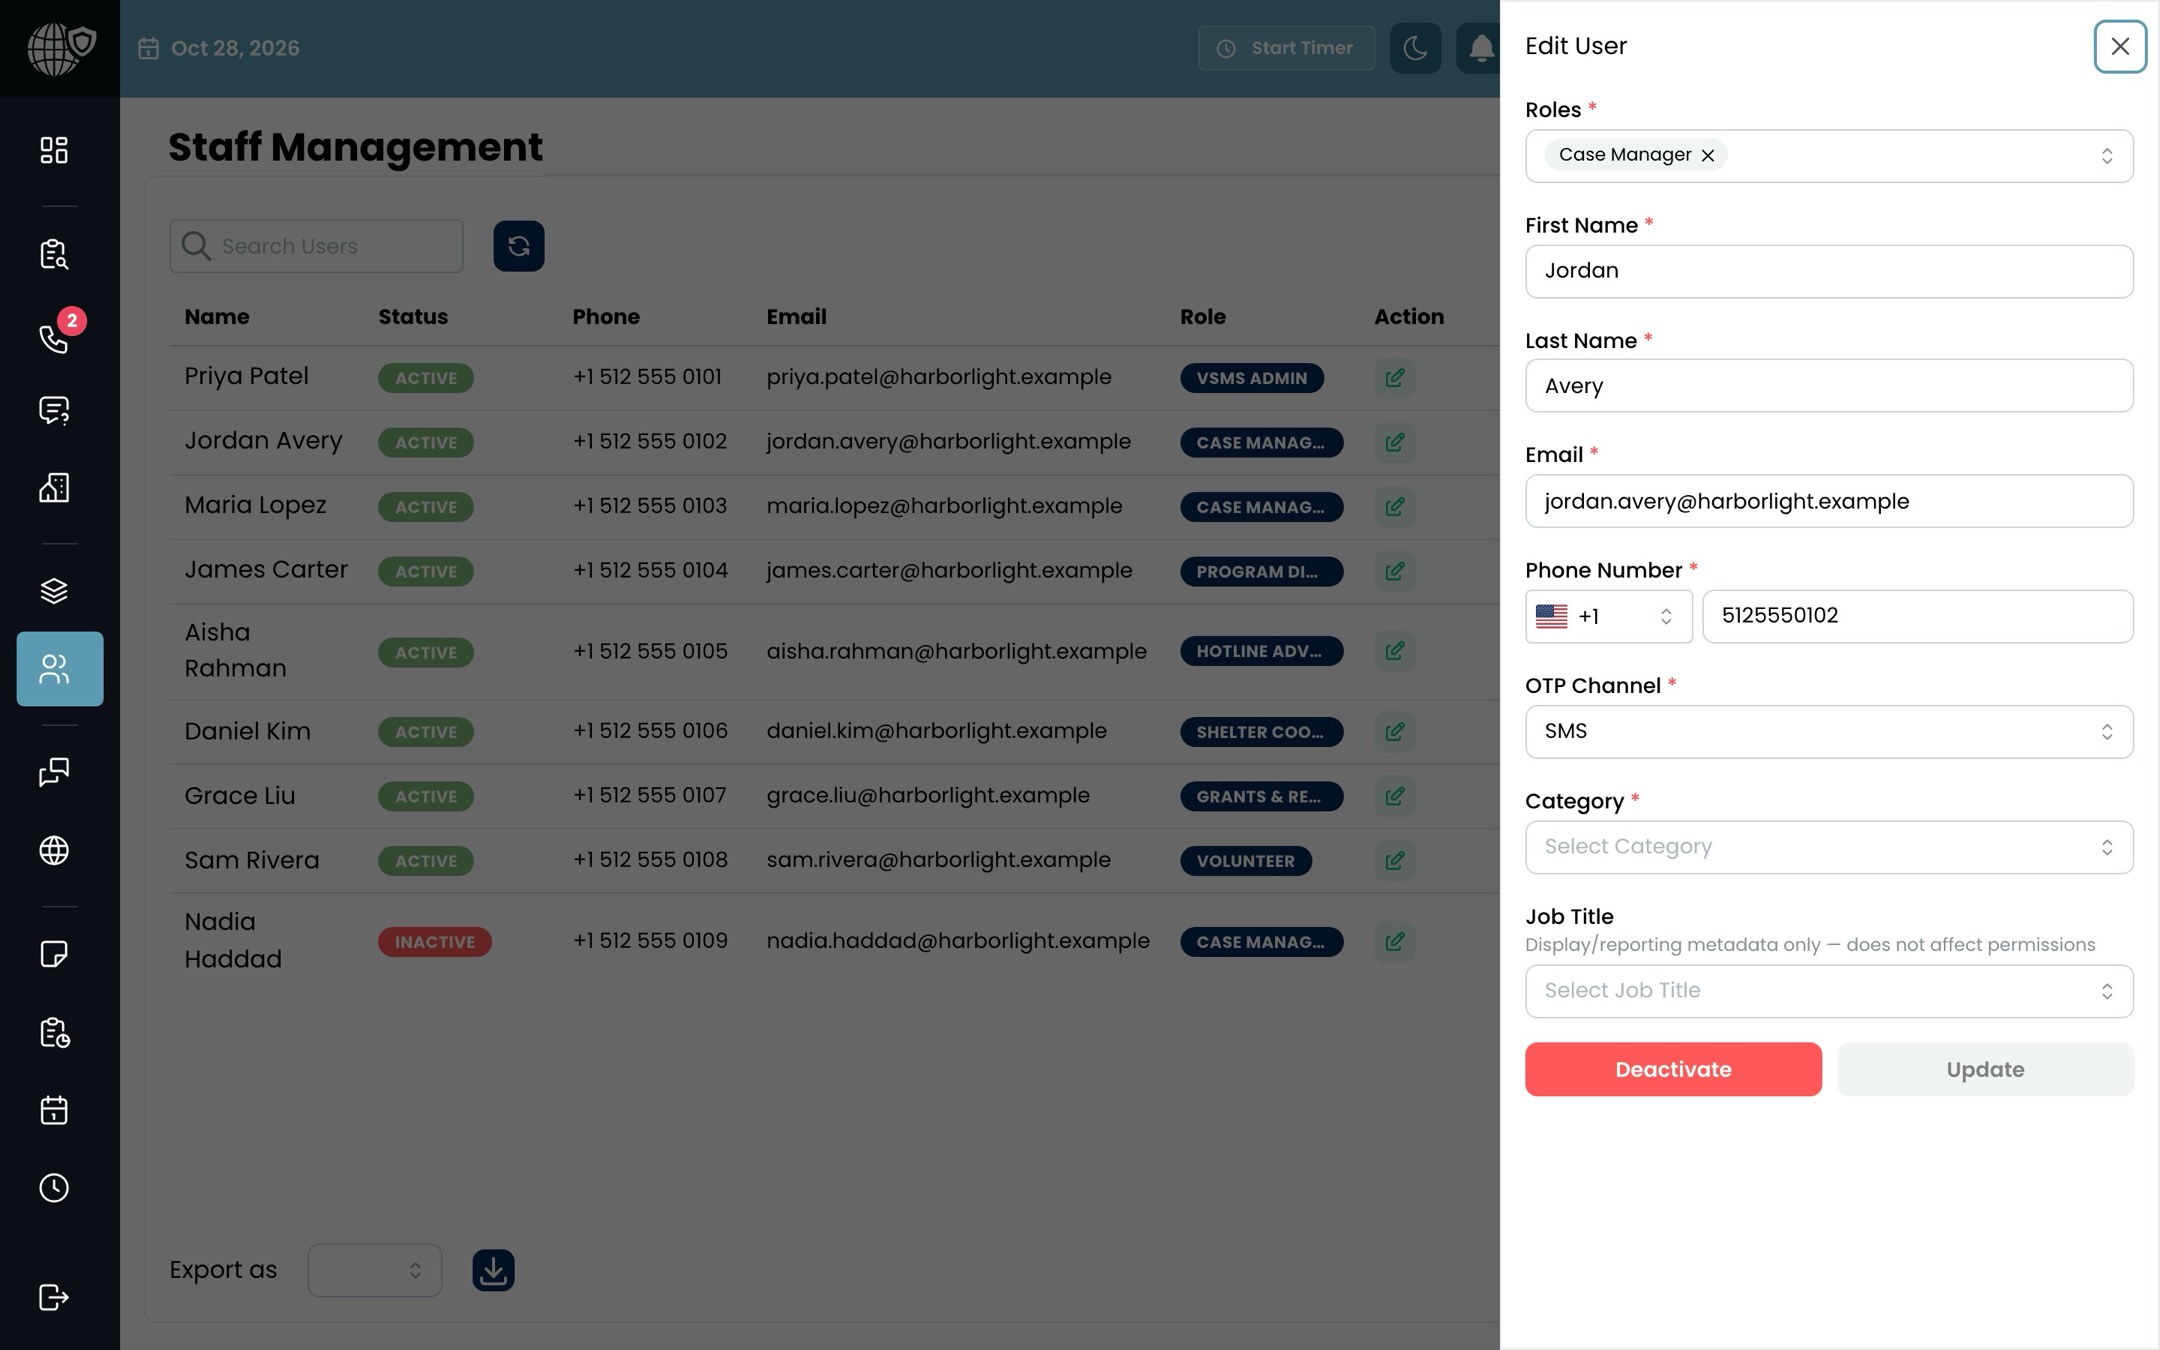 Oct 28, 2026
Start Timer
2
Staff Management
Search Users
Name Status Phone Email Role Action
Priya Patel ACTIVE +1 512 555 0101 priya.patel@harborlight.example VSMS ADMIN
Jordan Avery ACTIVE +1 512 555 0102 jordan.avery@harborlight.example CASE MANAG...
Maria Lopez ACTIVE +1 512 555 0103 maria.lopez@harborlight.example CASE MANAG...
James Carter ACTIVE +1 512 555 0104 james.carter@harborlight.example PROGRAM DI...
Aisha
Rahman
ACTIVE +1 512 555 0105 aisha.rahman@harborlight.example HOTLINE ADV...
Daniel Kim ACTIVE +1 512 555 0106 daniel.kim@harborlight.example SHELTER COO...
Grace Liu ACTIVE +1 512 555 0107 grace.liu@harborlight.example GRANTS & RE...
Sam Rivera ACTIVE +1 512 555 0108 sam.rivera@harborlight.example VOLUNTEER
Nadia
Haddad
INACTIVE +1 512 555 0109 nadia.haddad@harborlight.example CASE MANAG...
Export as
Edit User
Roles *
Case Manager
First Name *
Jordan
Last Name *
Avery
Email *
jordan.avery@harborlight.example
Phone Number *
+1 5125550102
OTP Channel *
SMS
Category *
Select Category
Job Title
Display/reporting metadata only — does not affect permissions
Select Job Title
Deactivate Update